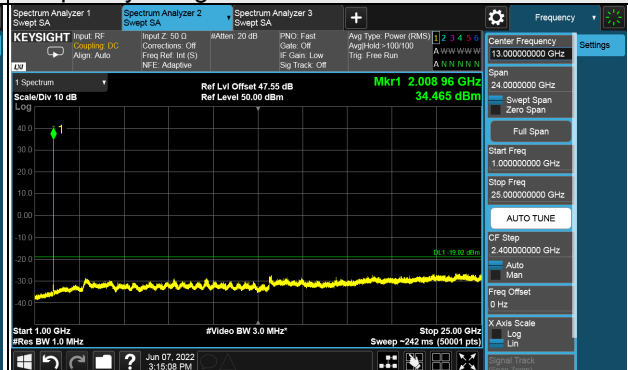 Spectrum Analyzer 1
Swept SA
Spectrum Analyzer 2
Swept SA
Spectrum Analyzer 3
Swept SA
Frequency
KEYSIGHT
Input: RF
Coupling: DC
Align: Auto
Input Z: 50 Ω
Corrections: Off
Freq Ref: Int (S)
NFE: Adaptive
#Atten: 20 dB
PNO: Fast
Gate: Off
IF Gain: Low
Sig Track: Off
Avg Type: Power (RMS)
Avg|Hold:>100/100
Trig: Free Run
1 2 3 4 5 6
A W W W W W
A N N N N N
LXI
1 Spectrum
Scale/Div 10 dB
Log
Ref Lvl Offset 47.55 dB
Ref Level 50.00 dBm
Mkr1 2.008 96 GHz
34.465 dBm
40.0
30.0
20.0
10.0
0.00
-10.0
-20.0
-30.0
-40.0
1
DL1 -19.02 dBm
Start 1.00 GHz
#Res BW 1.0 MHz
#Video BW 3.0 MHz*
Stop 25.00 GHz
Sweep ~242 ms (50001 pts)
?
Jun 07, 2022
3:15:08 PM
Center Frequency
13.000000000 GHz
Settings
Span
24.0000000 GHz
Swept Span
Zero Span
Full Span
Start Freq
1.000000000 GHz
Stop Freq
25.000000000 GHz
AUTO TUNE
CF Step
2.400000000 GHz
Auto
Man
Freq Offset
0 Hz
X Axis Scale
Log
Lin
Signal Track